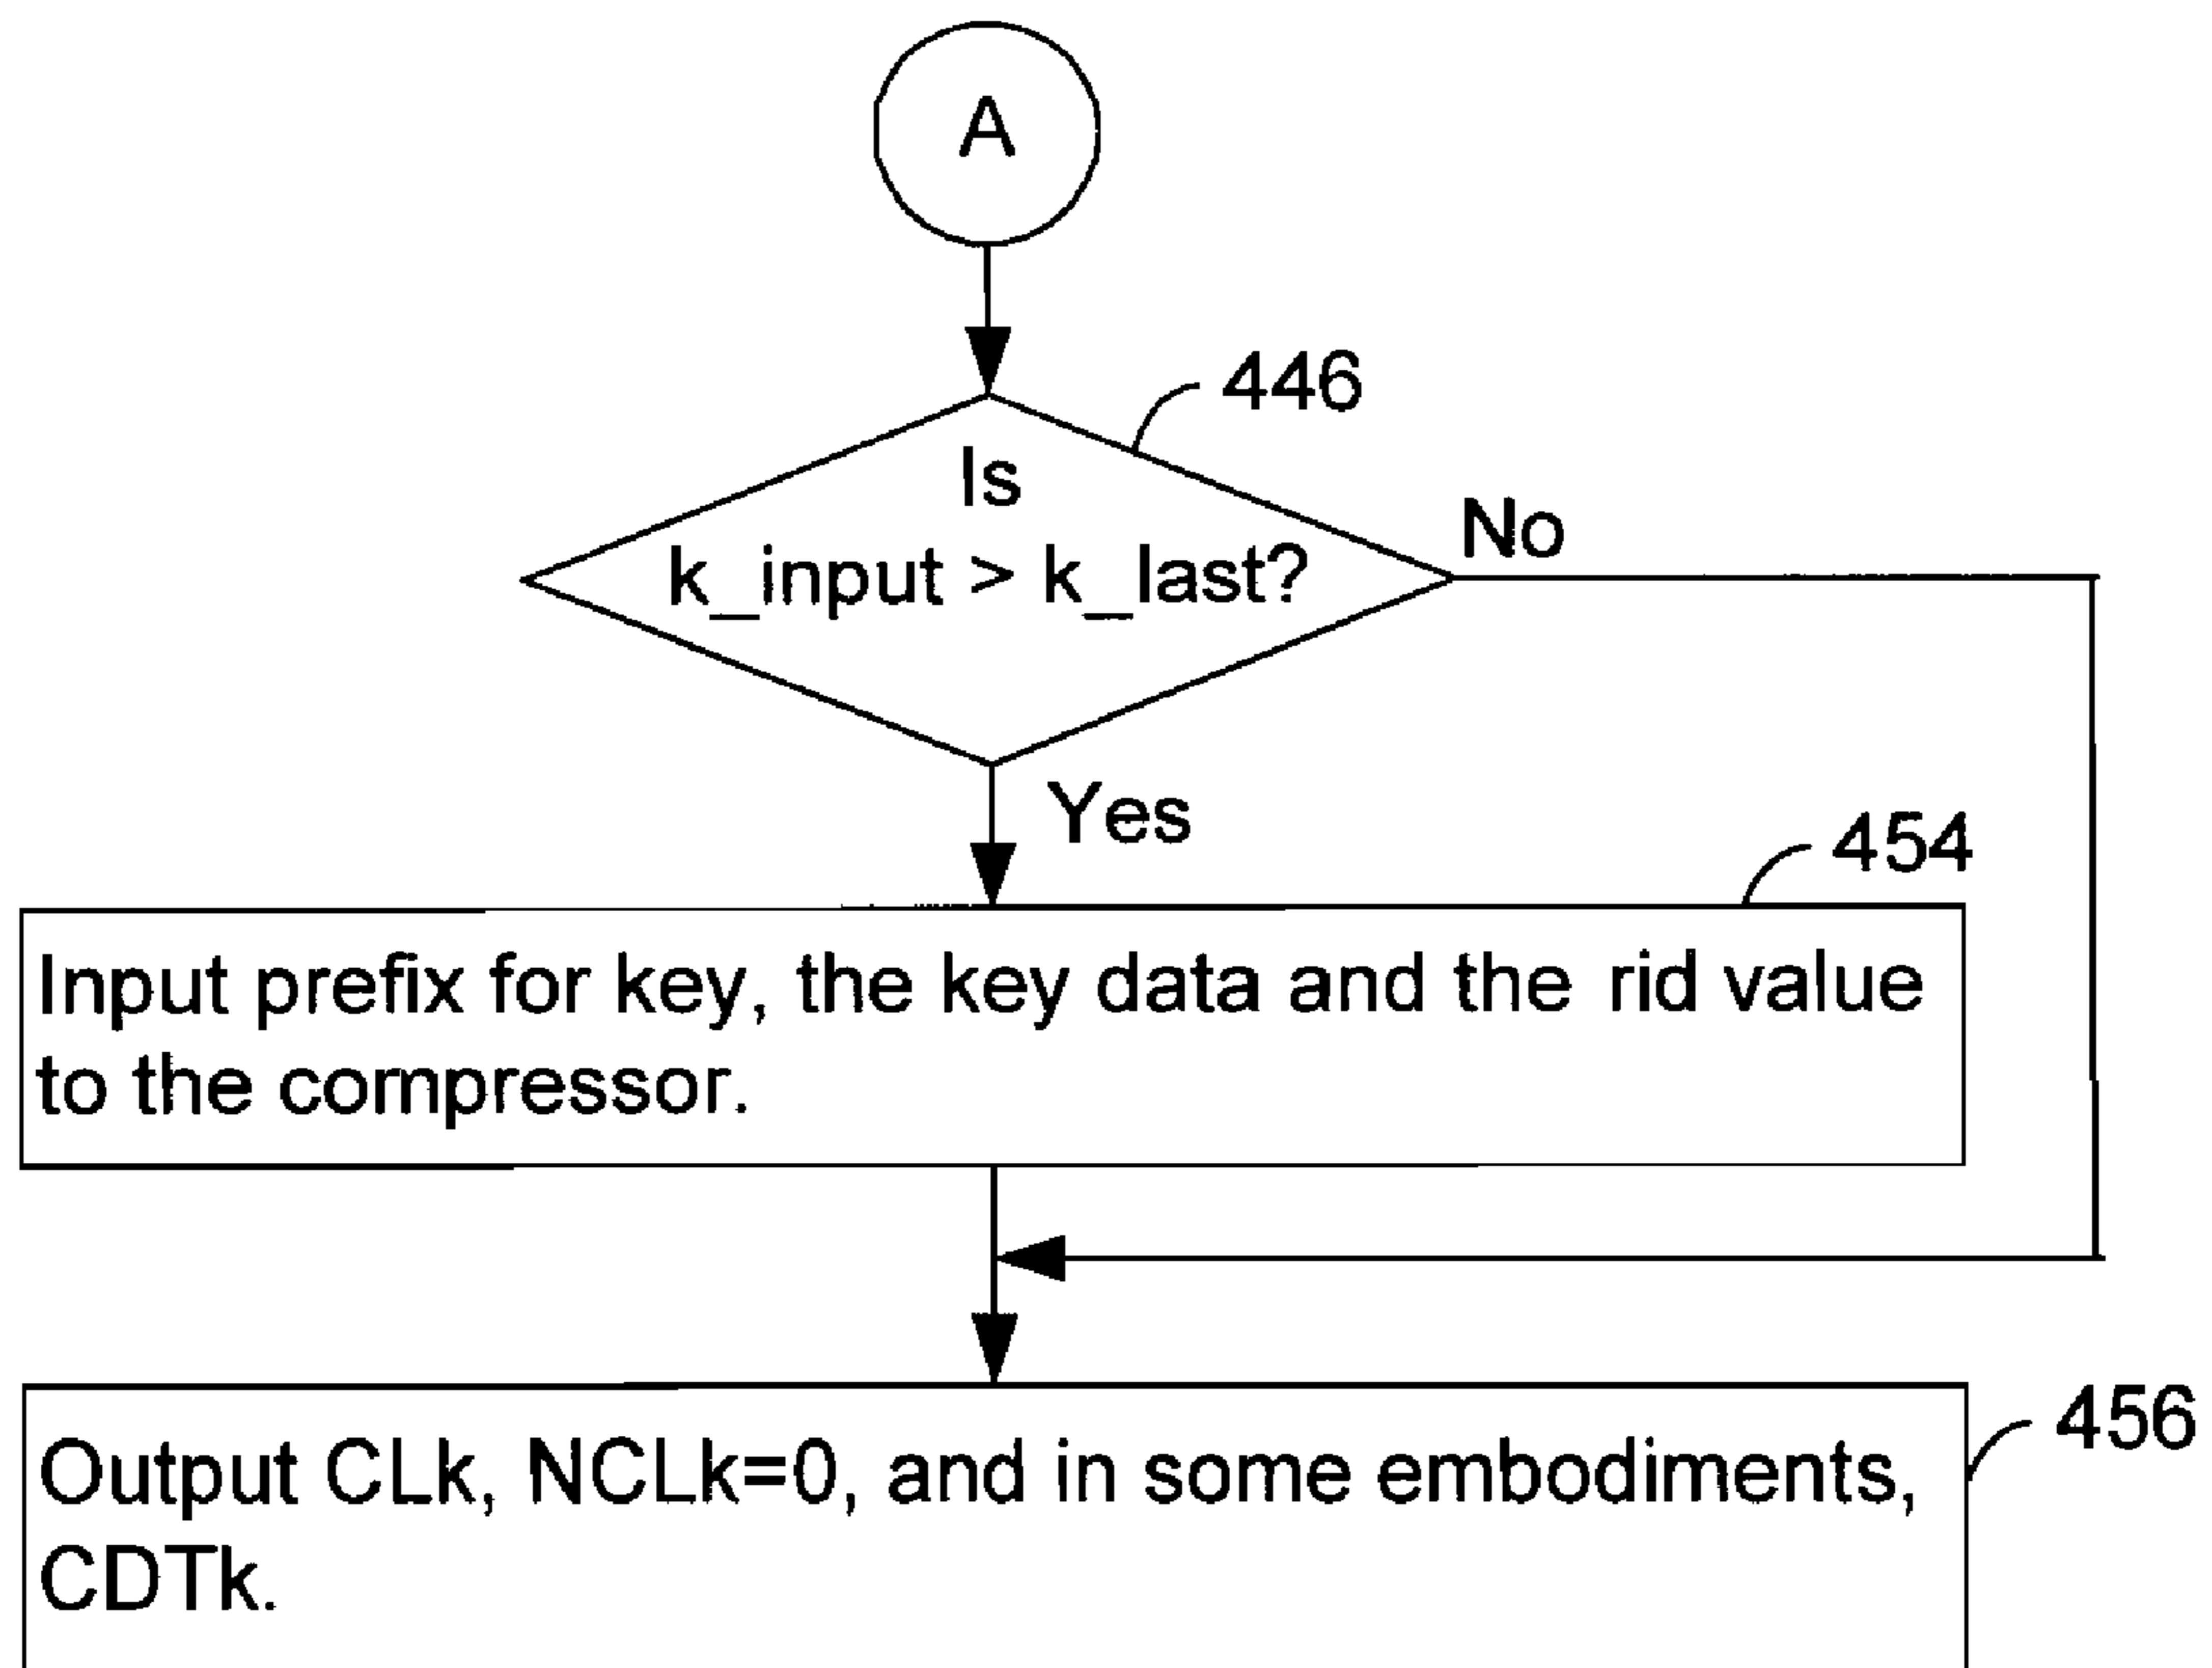 A
446
Is
k_input > k_last?
No
Yes
454
Input prefix for key, the key data and the rid value
to the compressor.
456
Output CLk, NCLk=0, and in some embodiments,
CDTk.